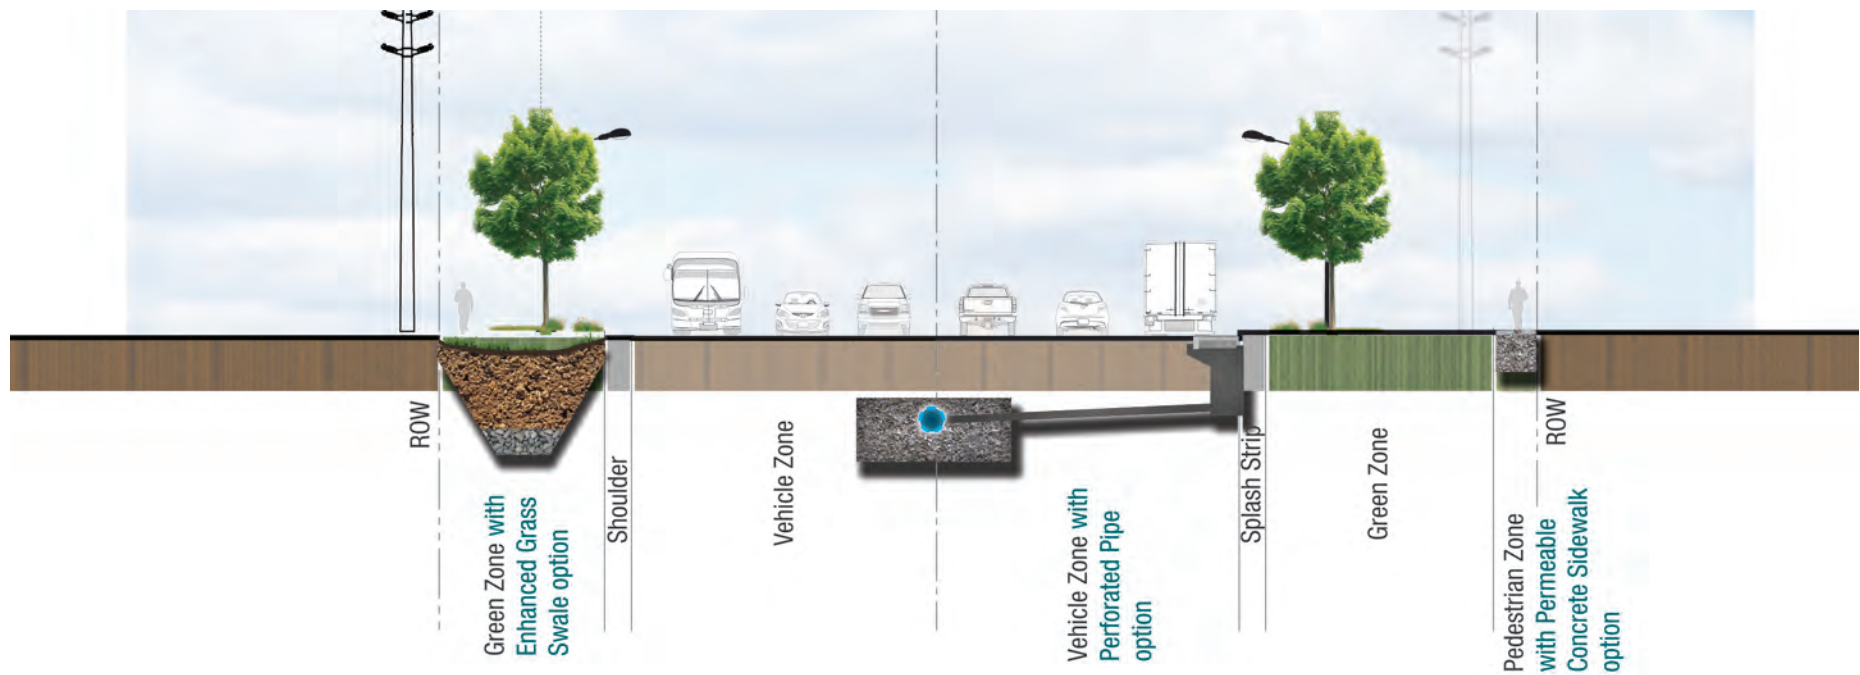 ROW
Green Zone with
Enhanced Grass
Swale option
Shoulder
Vehicle Zone
Vehicle Zone with
Perforated Pipe
option
Splash Strip
Green Zone
Pedestrian Zone
with Permeable
Concrete Sidewalk
option
ROW